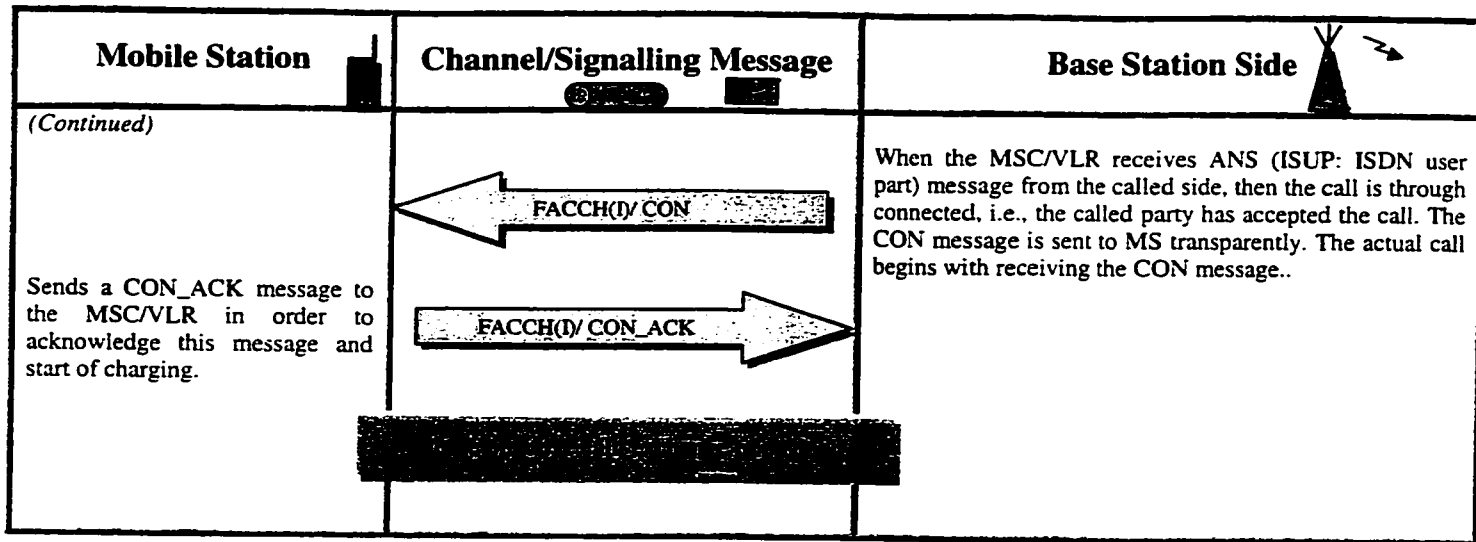 Mobile Station
Channel/Signalling Message
Base Station Side
(Continued)
FACCH(I)/ CON
When the MSC/VLR receives ANS (ISUP: ISDN user
part) message from the called side, then the call is through
connected, i.e., the called party has accepted the call. The
CON message is sent to MS transparently. The actual call
begins with receiving the CON message..
Sends a CON_ACK message to
the MSC/VLR in order to
acknowledge this message and
start of charging.
FACCH(I)/ CON_ACK